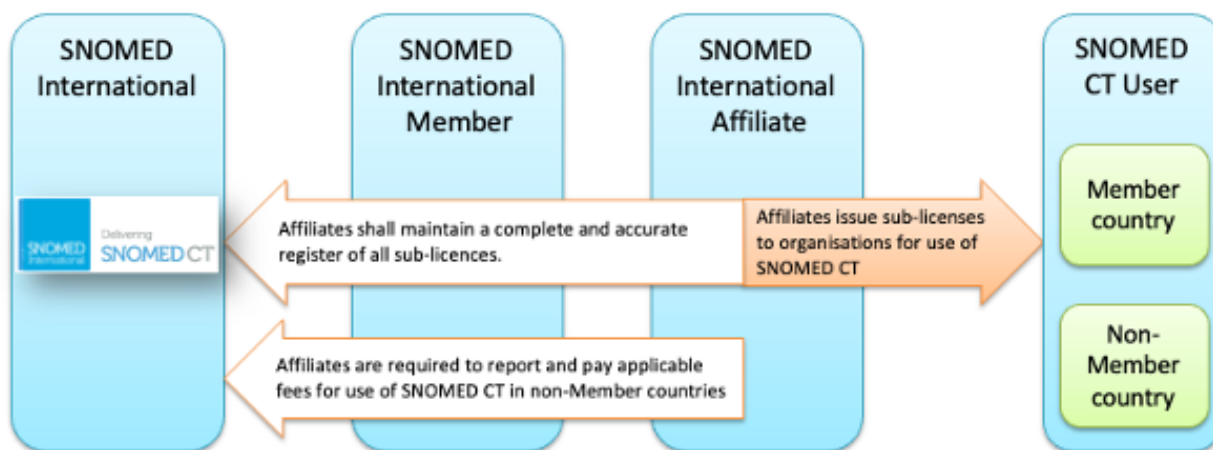 SNOMED
International
SNOMED
International
Member
SNOMED
International
Affiliate
SNOMED
CT User
SNOMED
International
Delivering
SNOMED CT
Affiliates shall maintain a complete and accurate
register of all sub-licences.
Affiliates issue sub-licenses
to organisations for use of
SNOMED CT
Member
country
Affiliates are required to report and pay applicable
fees for use of SNOMED CT in non-Member countries
Non-
Member
country